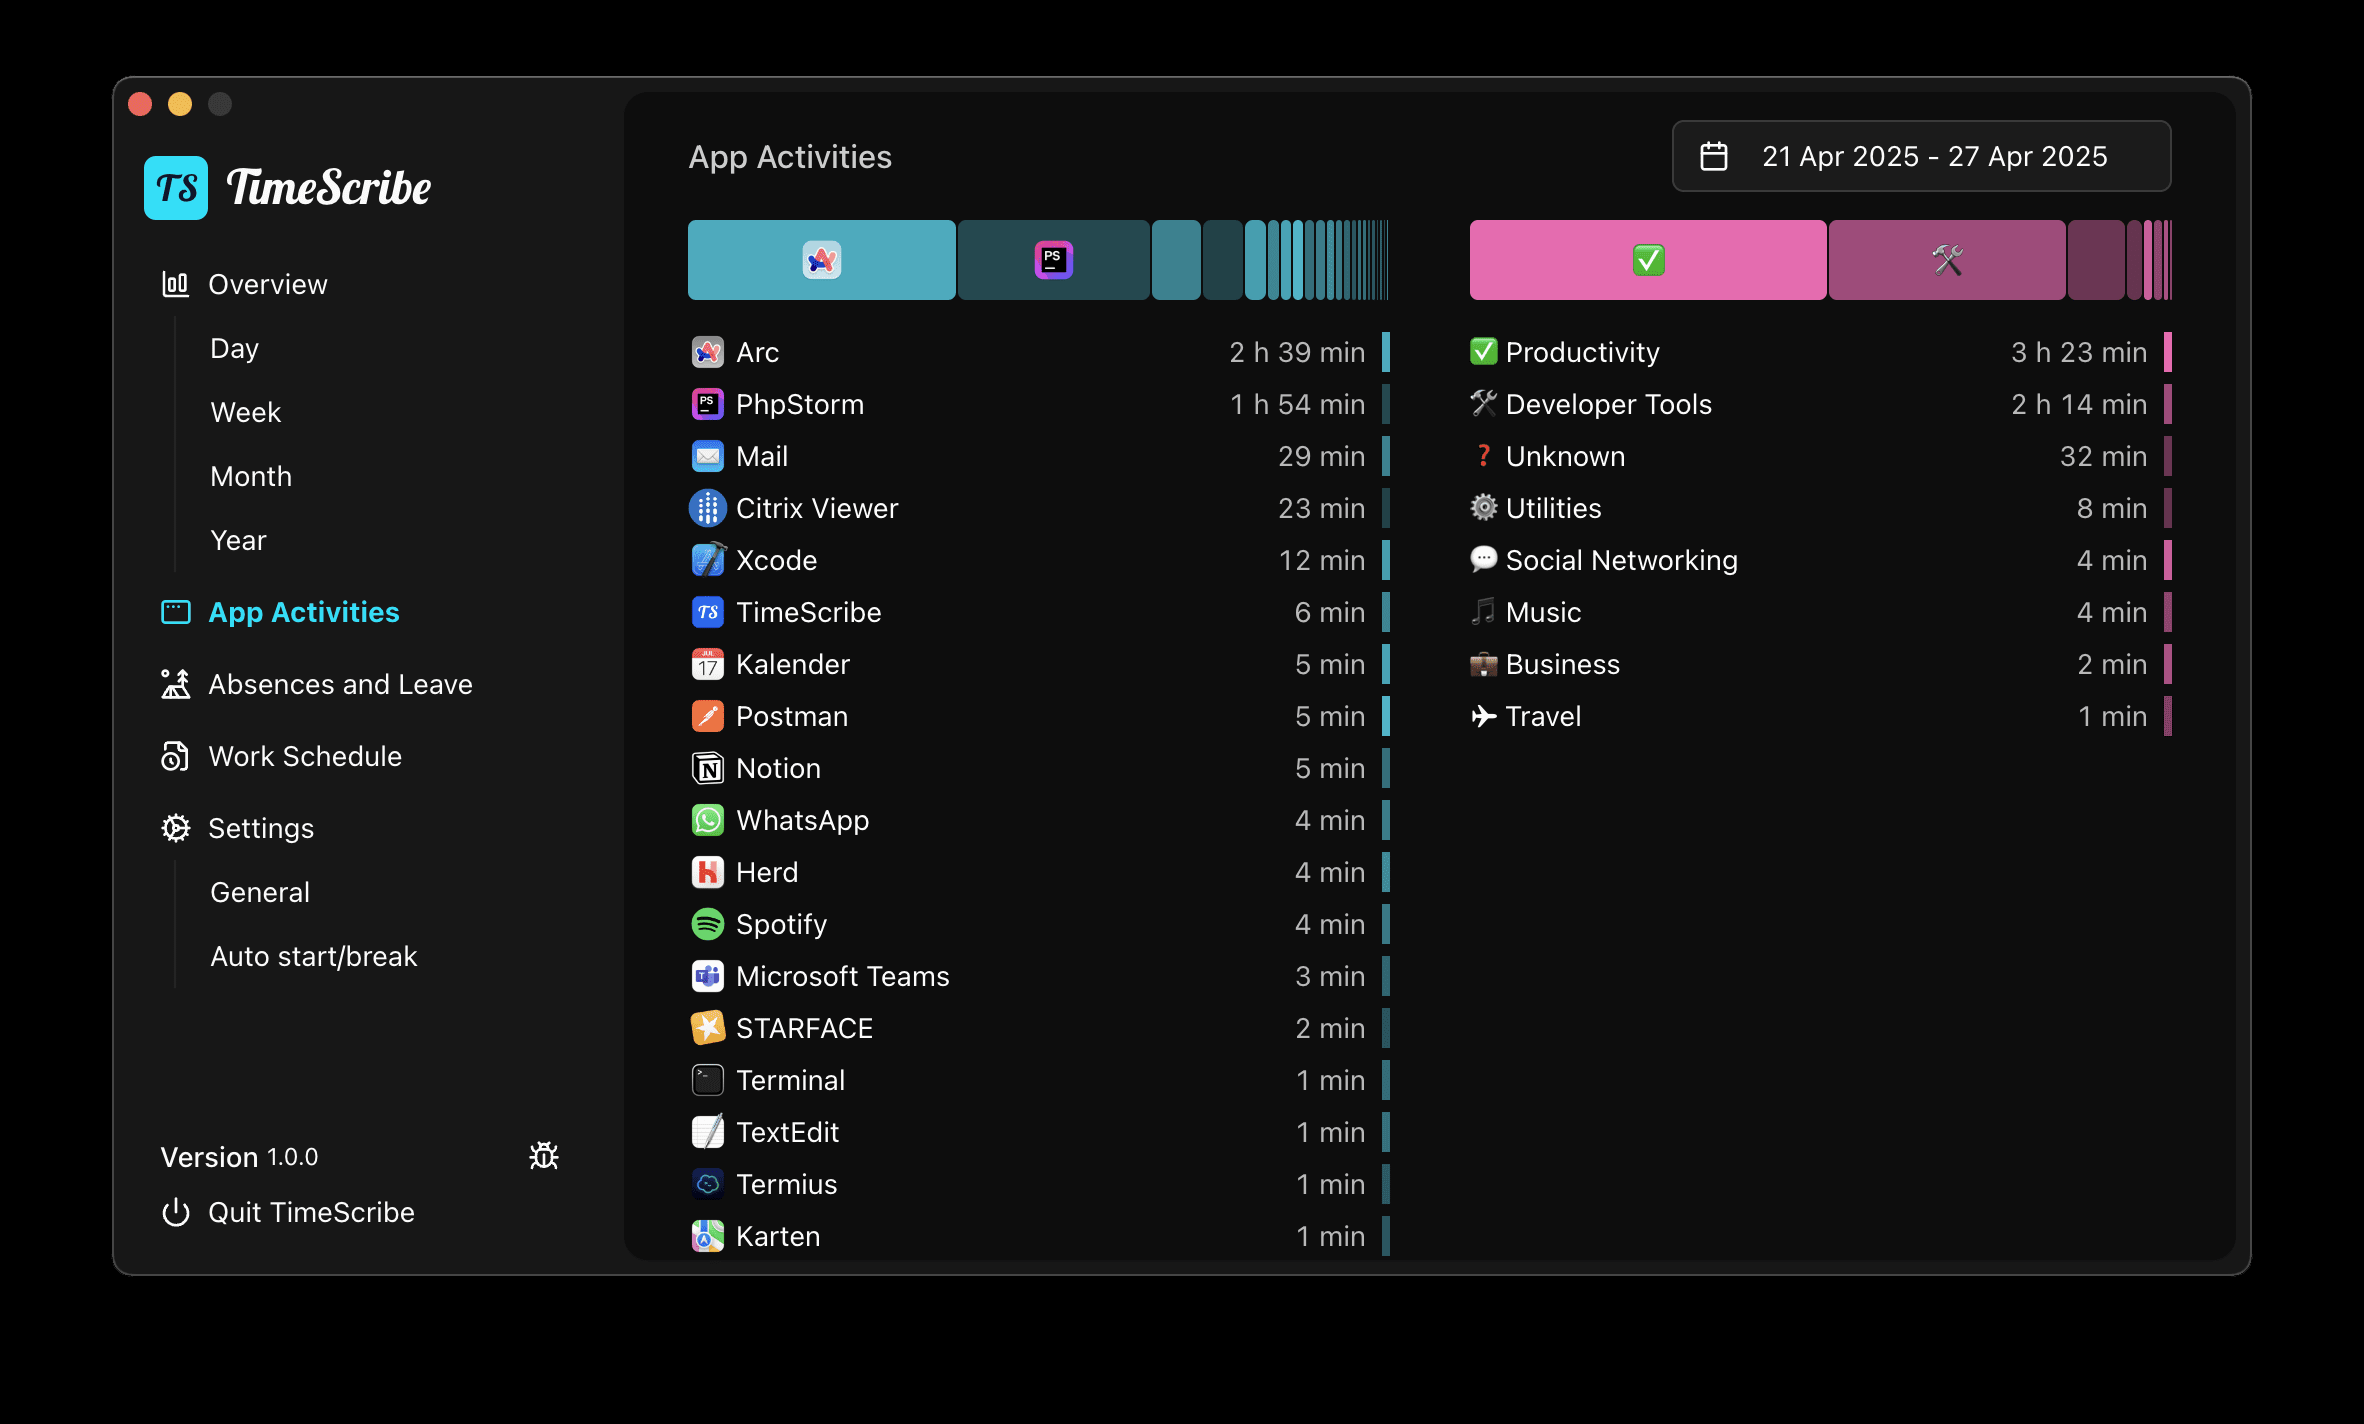 TS TimeScribe
Overview
Day
Week
Month
Year
App Activities
Absences and Leave
Work Schedule
Settings
General
Auto start/break
Version 1.0.0
Quit TimeScribe
App Activities
21 Apr 2025 - 27 Apr 2025
PS
Arc 2 h 39 min
PS PhpStorm 1 h 54 min
Mail 29 min
Citrix Viewer 23 min
Xcode 12 min
TS TimeScribe 6 min
JUL 17 Kalender 5 min
Postman 5 min
N Notion 5 min
WhatsApp 4 min
Herd 4 min
Spotify 4 min
Microsoft Teams 3 min
STARFACE 2 min
Terminal 1 min
TextEdit 1 min
Termius 1 min
Karten 1 min
Productivity 3 h 23 min
Developer Tools 2 h 14 min
Unknown 32 min
Utilities 8 min
Social Networking 4 min
Music 4 min
Business 2 min
Travel 1 min